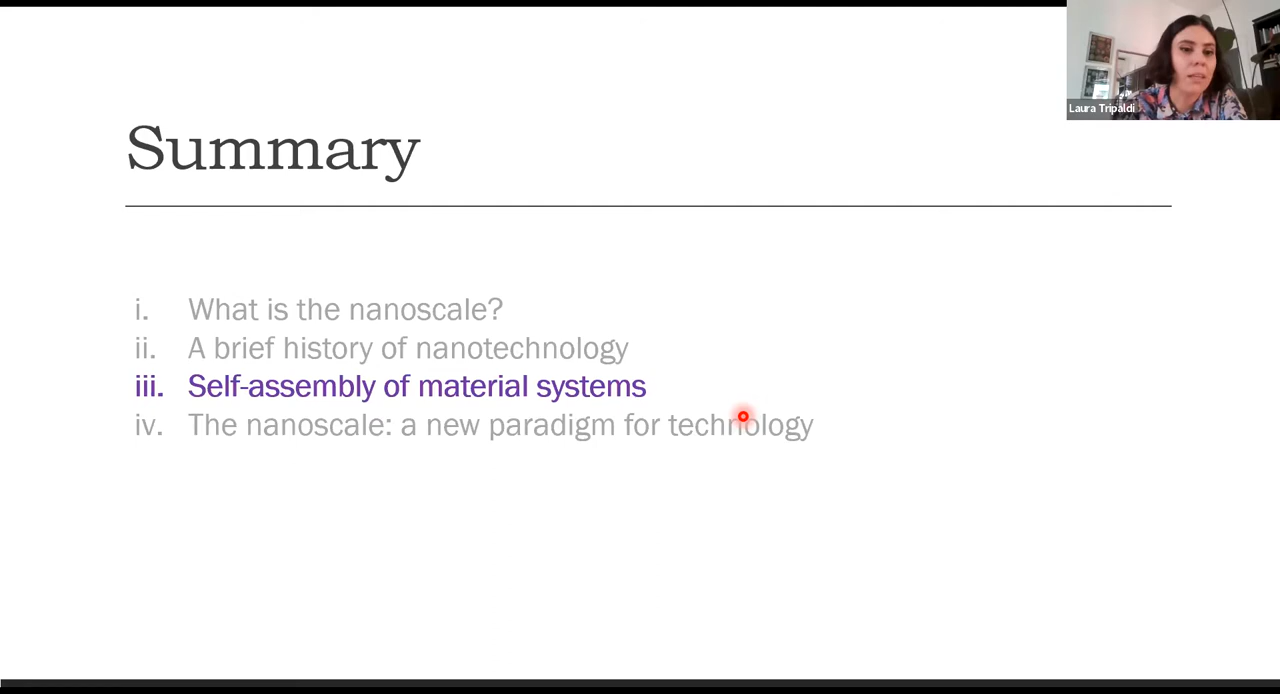 Laura Tripaldi
Summary
i. What is the nanoscale?
ii. A brief history of nanotechnology
iii. Self-assembly of material systems
iv. The nanoscale: a new paradigm for technology